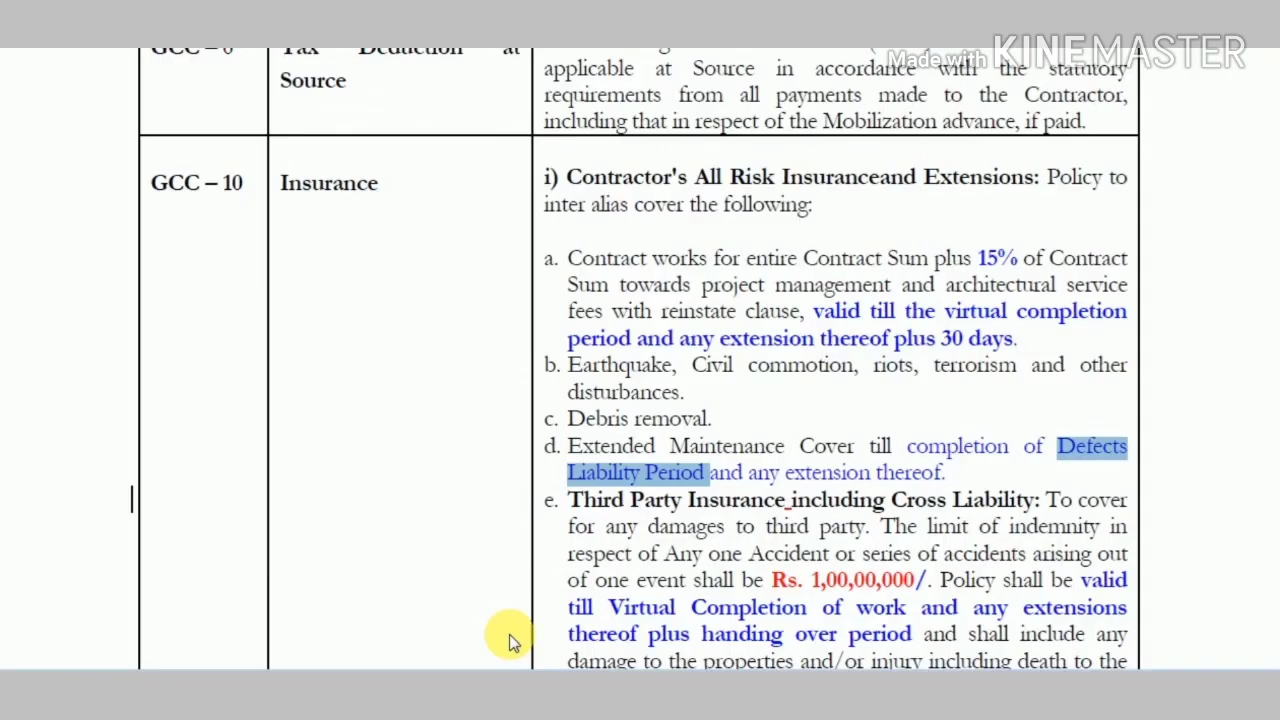 GCC – 6
Tax Deduction at
Source
Made with KINEMASTER
applicable at Source in accordance with the statutory
requirements from all payments made to the Contractor,
including that in respect of the Mobilization advance, if paid.
GCC – 10
Insurance
i) Contractor's All Risk Insuranceand Extensions: Policy to
inter alias cover the following:
a. Contract works for entire Contract Sum plus 15% of Contract
Sum towards project management and architectural service
fees with reinstate clause, valid till the virtual completion
period and any extension thereof plus 30 days.
b. Earthquake, Civil commotion, riots, terrorism and other
disturbances.
c. Debris removal.
d. Extended Maintenance Cover till completion of Defects
Liability Period and any extension thereof.
e. Third Party Insurance including Cross Liability: To cover
for any damages to third party. The limit of indemnity in
respect of Any one Accident or series of accidents arising out
of one event shall be Rs. 1,00,00,000/. Policy shall be valid
till Virtual Completion of work and any extensions
thereof plus handing over period and shall include any
damage to the properties and/or injury including death to the